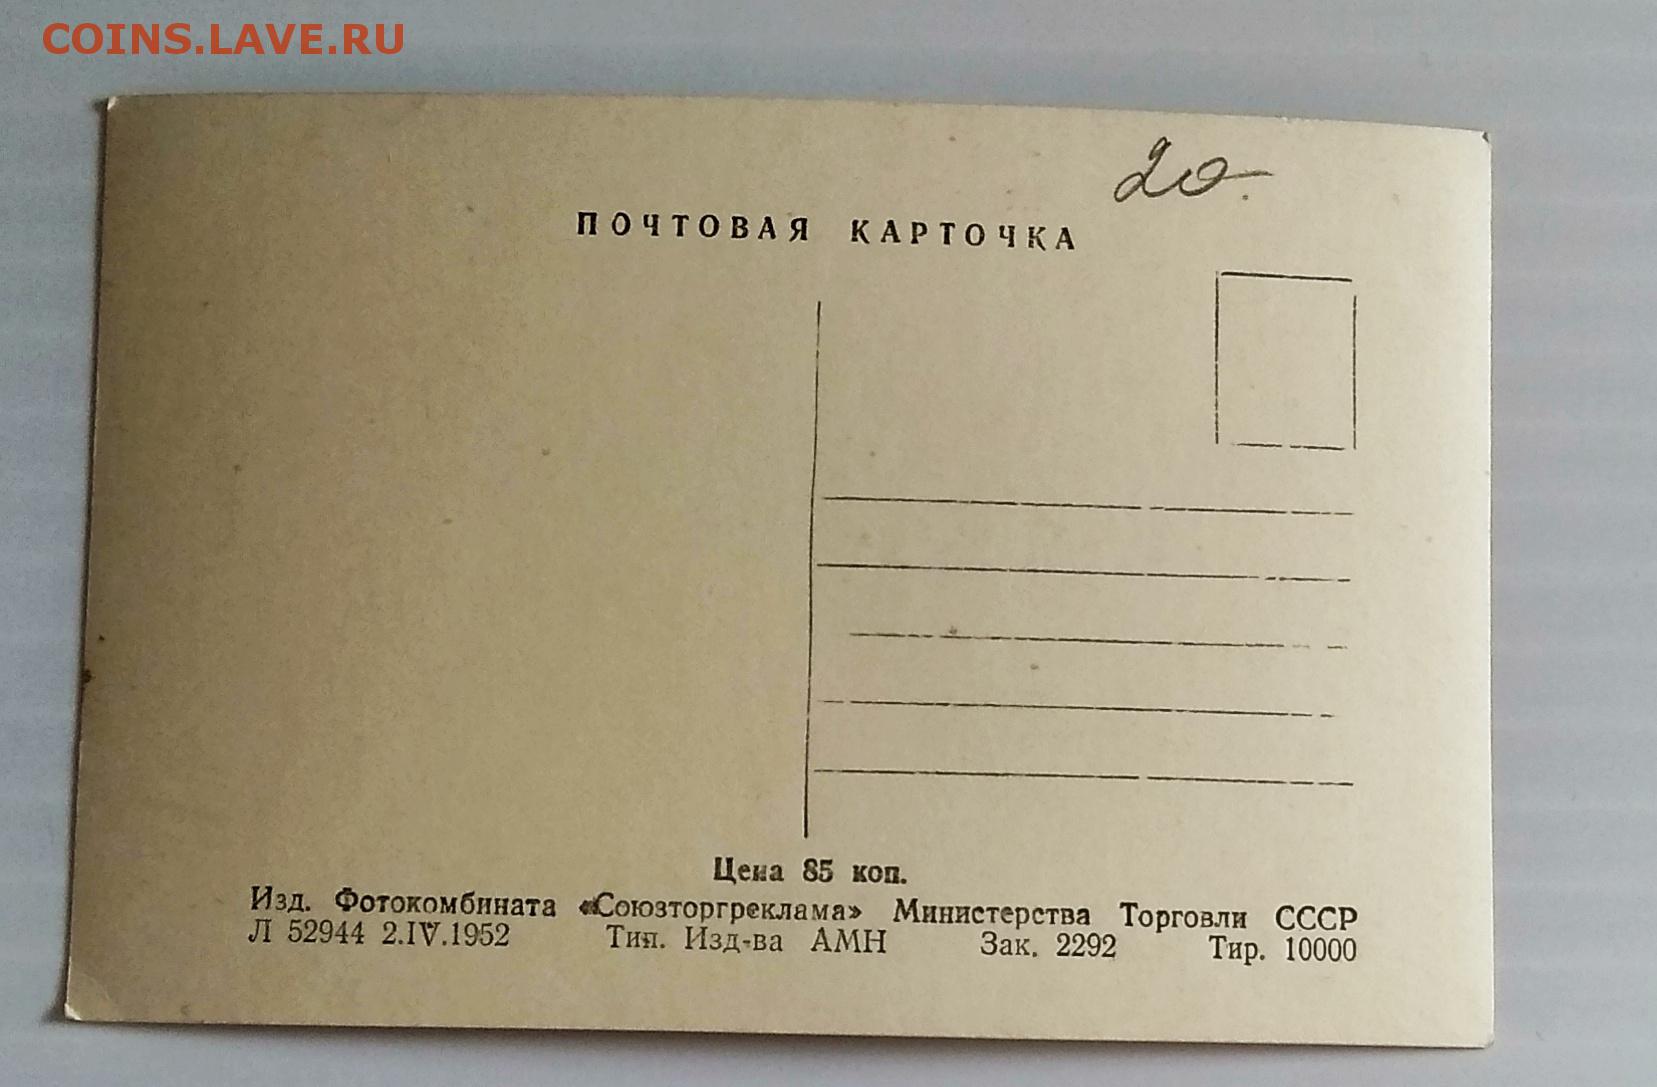 COINS.LAVE.RU
20.
ПОЧТОВАЯ КАРТОЧКА
Цена 85 коп.
Изд. Фотокомбината «Союзторгреклама» Министерства Торговли СССР
Л 52944 2.IV.1952 Тип. Изд-ва АМН Зак. 2292 Тир. 10000